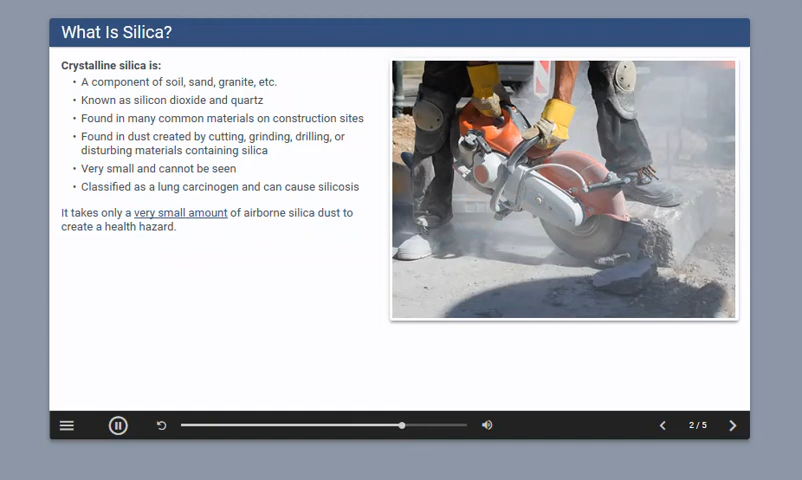 What Is Silica?
Crystalline silica is:
• A component of soil, sand, granite, etc.
• Known as silicon dioxide and quartz
• Found in many common materials on construction sites
• Found in dust created by cutting, grinding, drilling, or
disturbing materials containing silica
• Very small and cannot be seen
• Classified as a lung carcinogen and can cause silicosis
It takes only a very small amount of airborne silica dust to
create a health hazard.
2 / 5